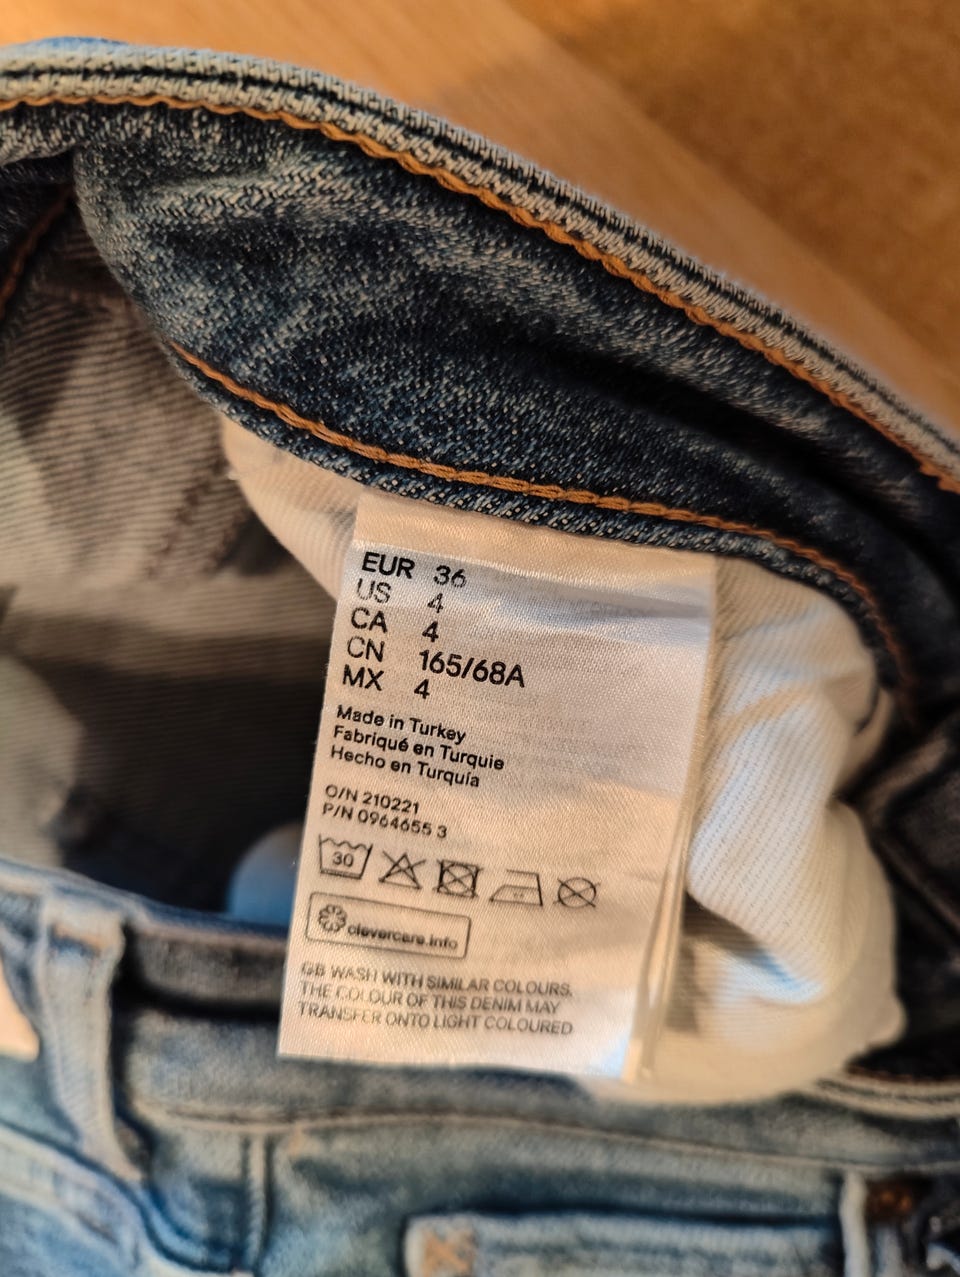 EUR 36
US 4
CA 4
CN 165/68A
MX 4
Made in Turkey
Fabriqué en Turquie
Hecho en Turquía
O/N 210221
P/N 0964655 3
30
clevercare.info
GB WASH WITH SIMILAR COLOURS.
THE COLOUR OF THIS DENIM MAY
TRANSFER ONTO LIGHT COLOURED